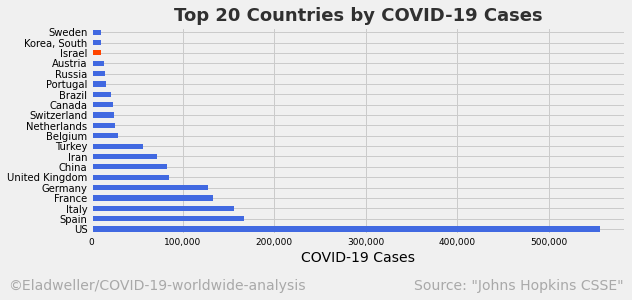 Top 20 Countries by COVID-19 Cases
Sweden
Korea, South
Israel
Austria
Russia
Portugal
Brazil
Canada
Switzerland
Netherlands
Belgium
Turkey
Iran
China
United Kingdom
Germany
France
Italy
Spain
US
0 100,000 200,000 300,000 400,000 500,000
COVID-19 Cases
©Eladweller/COVID-19-worldwide-analysis Source: "Johns Hopkins CSSE"